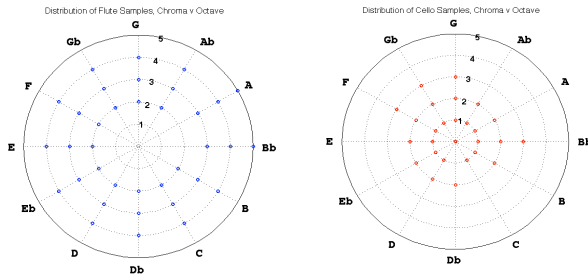 Distribution of Flute Samples, Chroma v Octave
G
Gb
5
Ab
4
F
3
A
2
1
E
Bb
Eb
B
D
C
Db
Distribution of Cello Samples, Chroma v Octave
G
Gb
5
Ab
4
F
3
A
2
1
E
Bb
Eb
B
D
C
Db